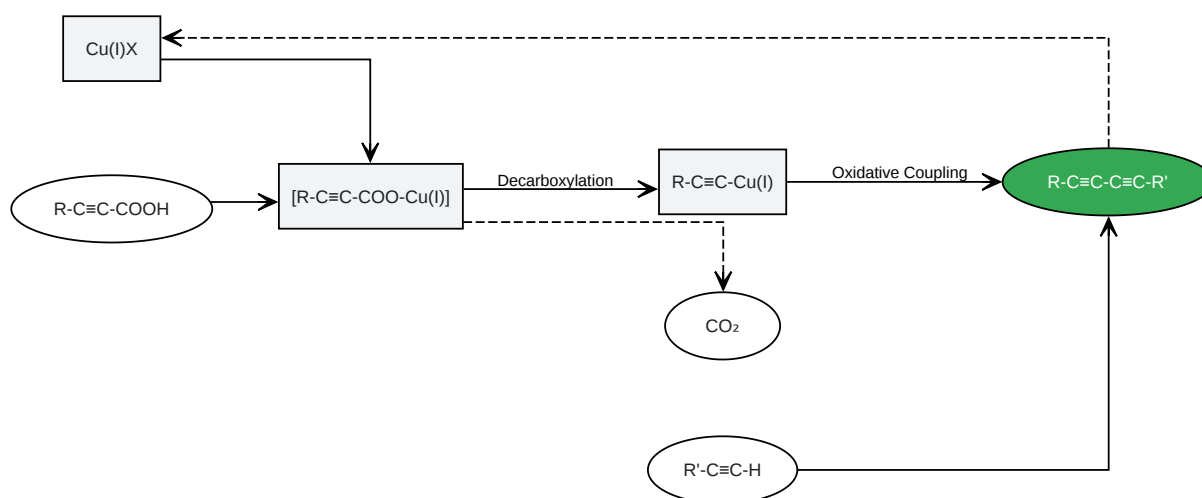 Cu(I)X
R-C≡C-COOH
[R-C≡C-COO-Cu(I)]
Decarboxylation
R-C≡C-Cu(I)
Oxidative Coupling
R-C≡C-C≡C-R'
CO₂
R'-C≡C-H